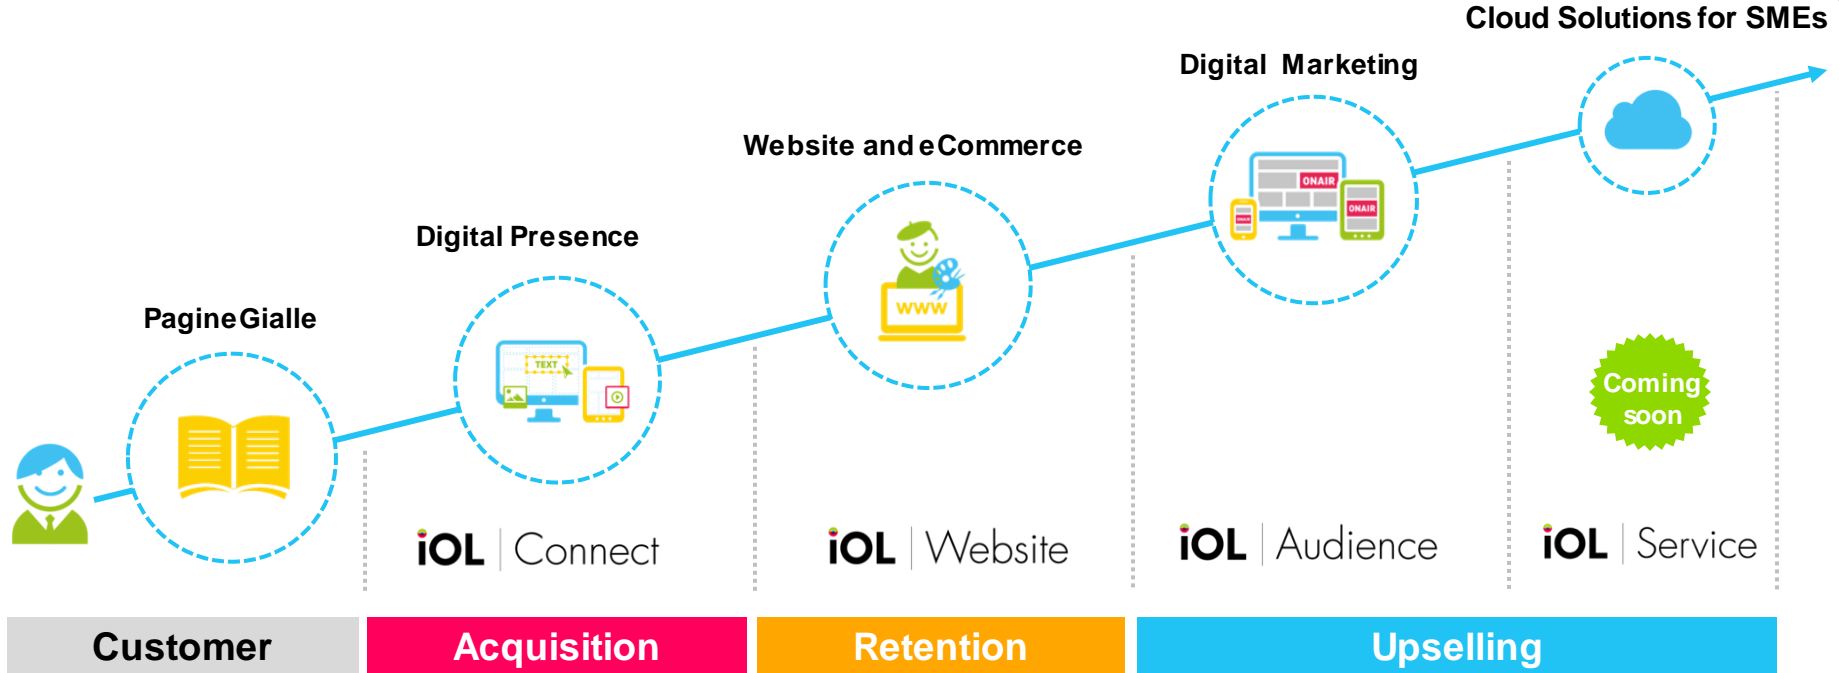 Cloud Solutions for SMEs
Digital Marketing
Website and eCommerce
Digital Presence
PagineGialle
ONAIR
ONAIR
ONAIR
WWW
TEXT
Coming
soon
iOL | Connect
iOL | Website
iOL | Audience
iOL | Service
Customer
Acquisition
Retention
Upselling